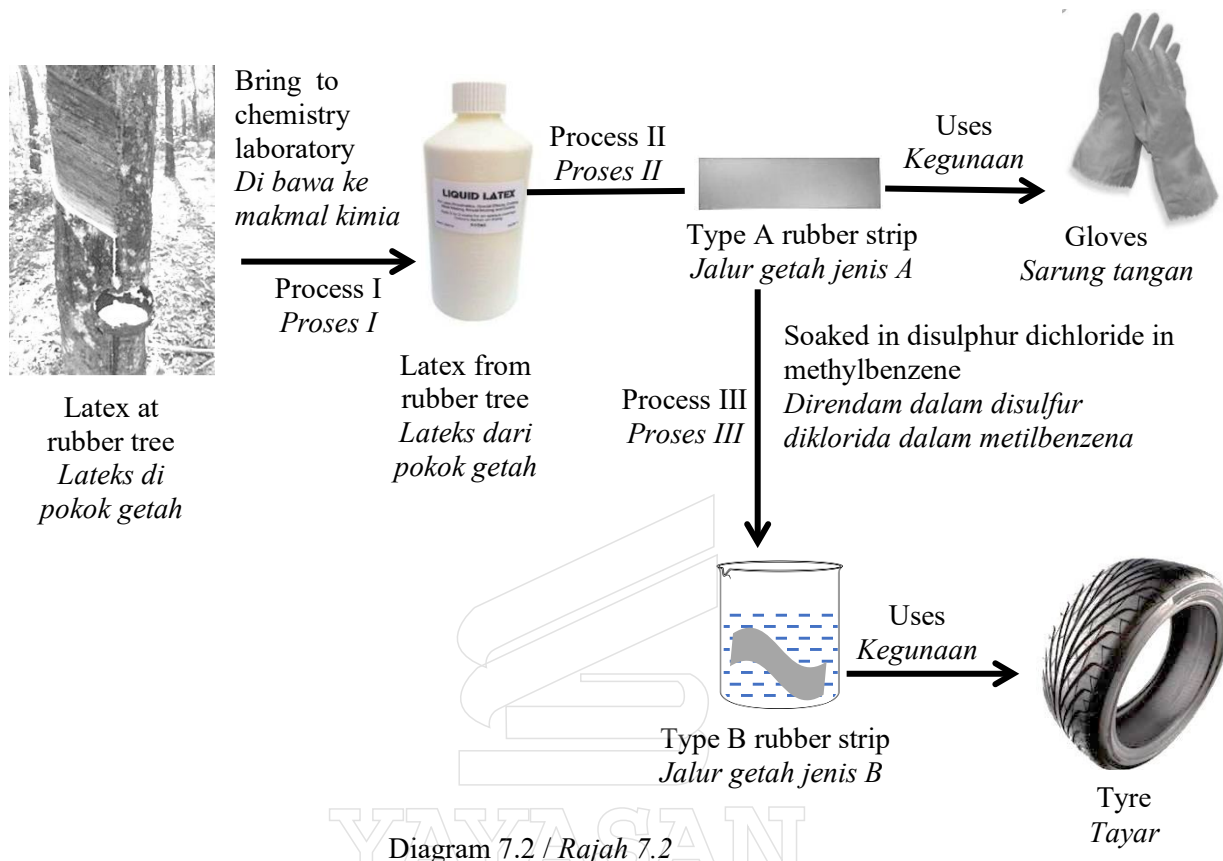 Bring to
chemistry
laboratory
Di bawa ke
makmal kimia
Process I
Proses I
Latex at
rubber tree
Lateks di
pokok getah
LIQUID LATEX
Latex from
rubber tree
Lateks dari
pokok getah
Process II
Proses II
Type A rubber strip
Jalur getah jenis A
Uses
Kegunaan
Gloves
Sarung tangan
Process III
Proses III
Soaked in disulphur dichloride in
methylbenzene
Direndam dalam disulfur
diklorida dalam metilbenzena
Type B rubber strip
Jalur getah jenis B
Uses
Kegunaan
Tyre
Tayar
YAYASAN
Diagram 7.2 / Rajah 7.2